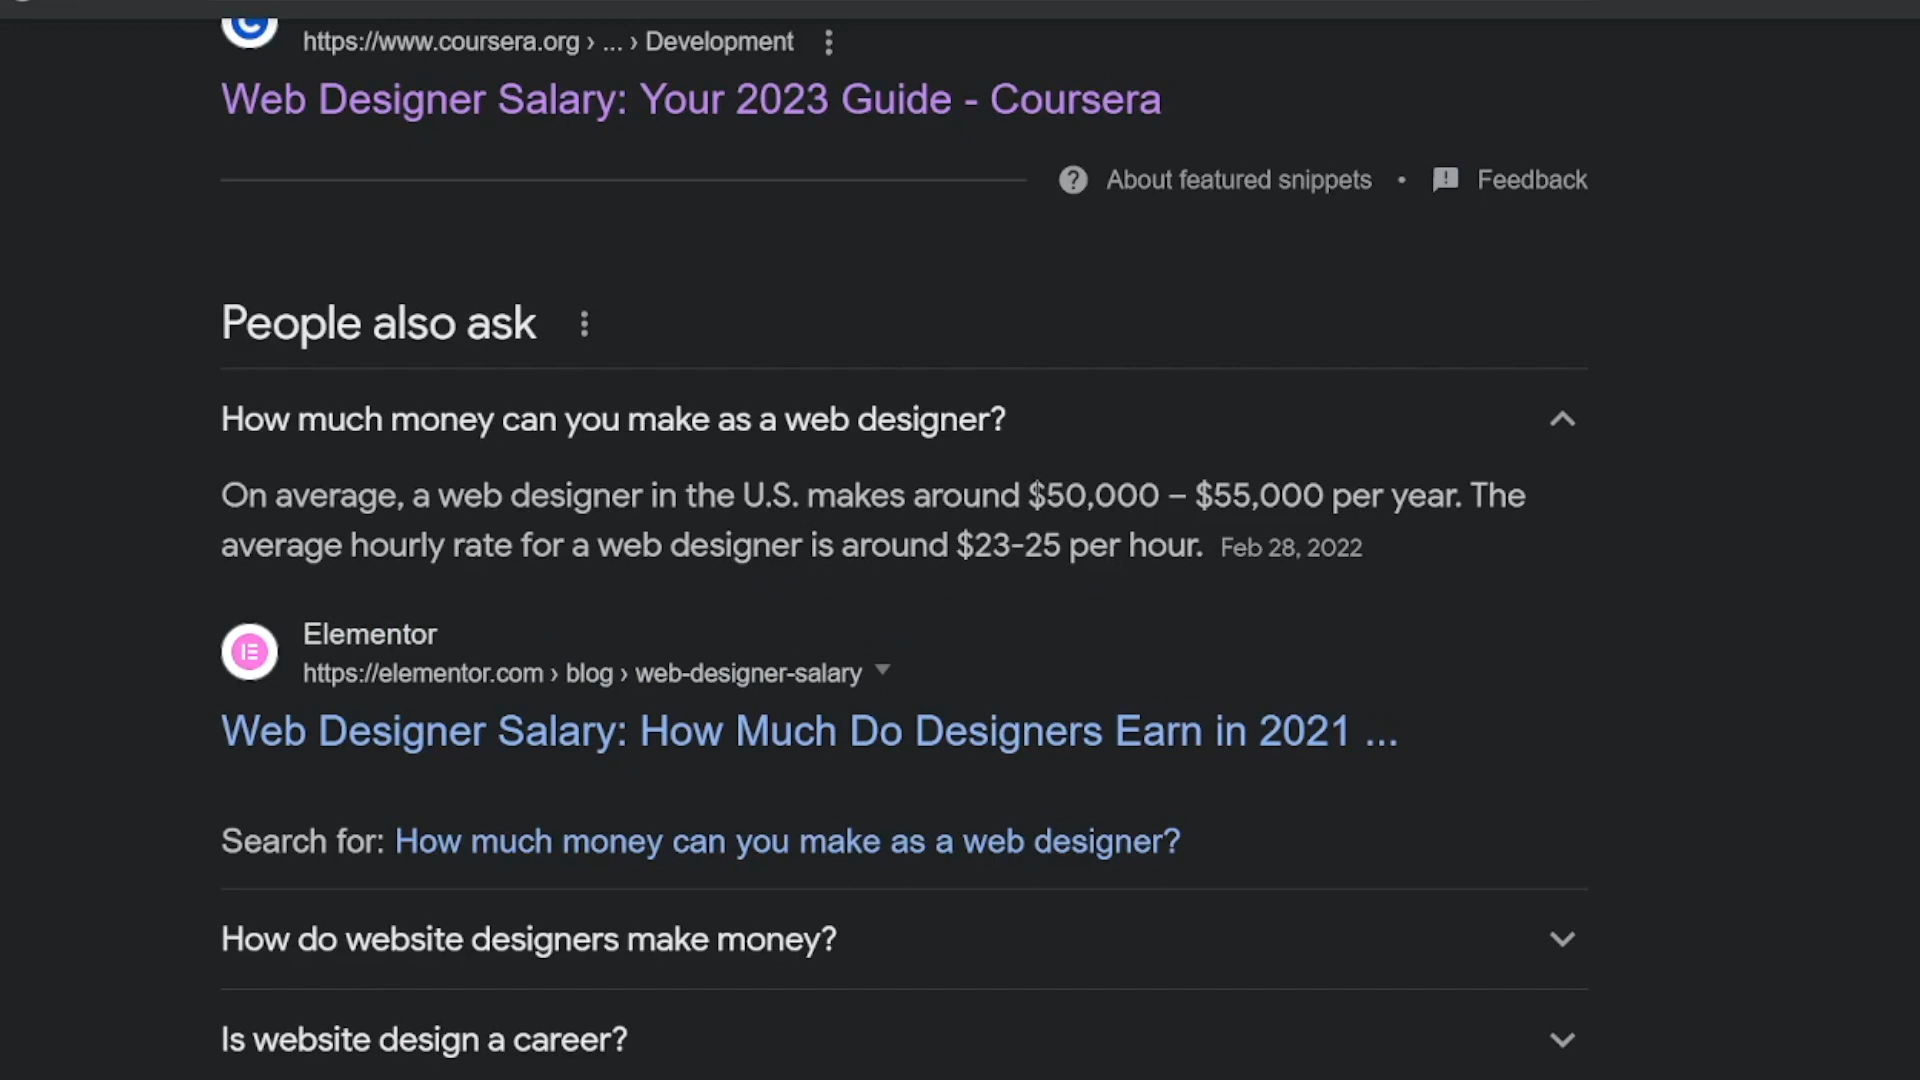 https://www.coursera.org › ... › Development
Web Designer Salary: Your 2023 Guide - Coursera
About featured snippets • Feedback
People also ask
How much money can you make as a web designer?
On average, a web designer in the U.S. makes around $50,000 – $55,000 per year. The
average hourly rate for a web designer is around $23-25 per hour. Feb 28, 2022
Elementor
https://elementor.com › blog › web-designer-salary
Web Designer Salary: How Much Do Designers Earn in 2021 ...
Search for: How much money can you make as a web designer?
How do website designers make money?
Is website design a career?